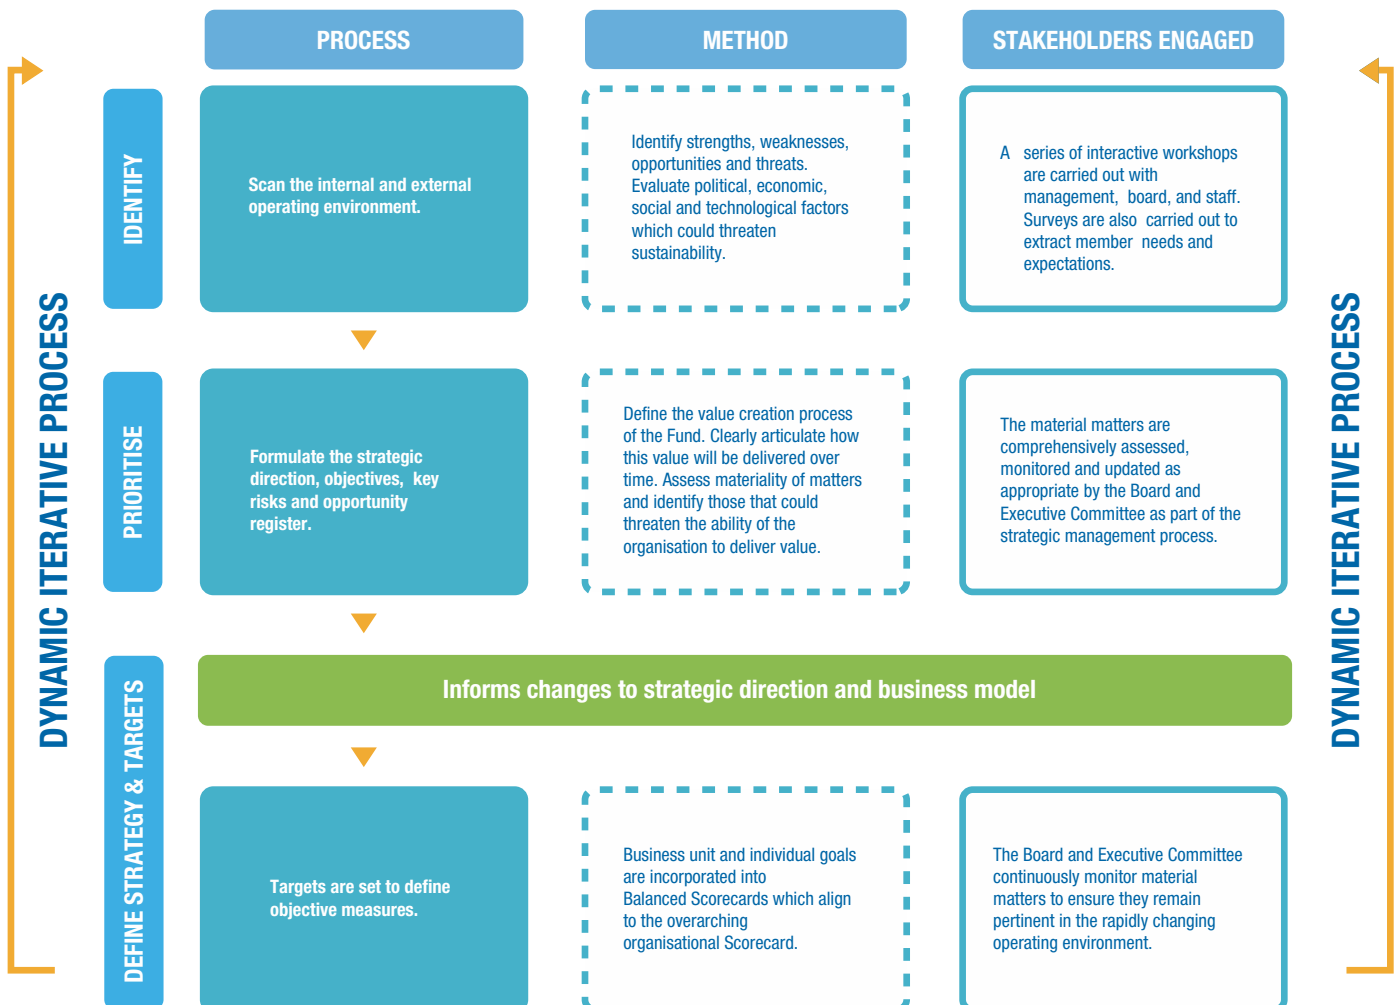 PROCESS
METHOD
STAKEHOLDERS ENGAGED
DYNAMIC ITERATIVE PROCESS
IDENTIFY
Scan the internal and external
operating environment.
Identify strengths, weaknesses,
opportunities and threats.
Evaluate political, economic,
social and technological factors
which could threaten
sustainability.
A series of interactive workshops
are carried out with
management, board, and staff.
Surveys are also carried out to
extract member needs and
expectations.
PRIORITISE
Formulate the strategic
direction, objectives, key
risks and opportunity
register.
Define the value creation process
of the Fund. Clearly articulate how
this value will be delivered over
time. Assess materiality of matters
and identify those that could
threaten the ability of the
organisation to deliver value.
The material matters are
comprehensively assessed,
monitored and updated as
appropriate by the Board and
Executive Committee as part of the
strategic management process.
DEFINE STRATEGY & TARGETS
Informs changes to strategic direction and business model
Targets are set to define
objective measures.
Business unit and individual goals
are incorporated into
Balanced Scorecards which align
to the overarching
organisational Scorecard.
The Board and Executive Committee
continuously monitor material
matters to ensure they remain
pertinent in the rapidly changing
operating environment.
DYNAMIC ITERATIVE PROCESS